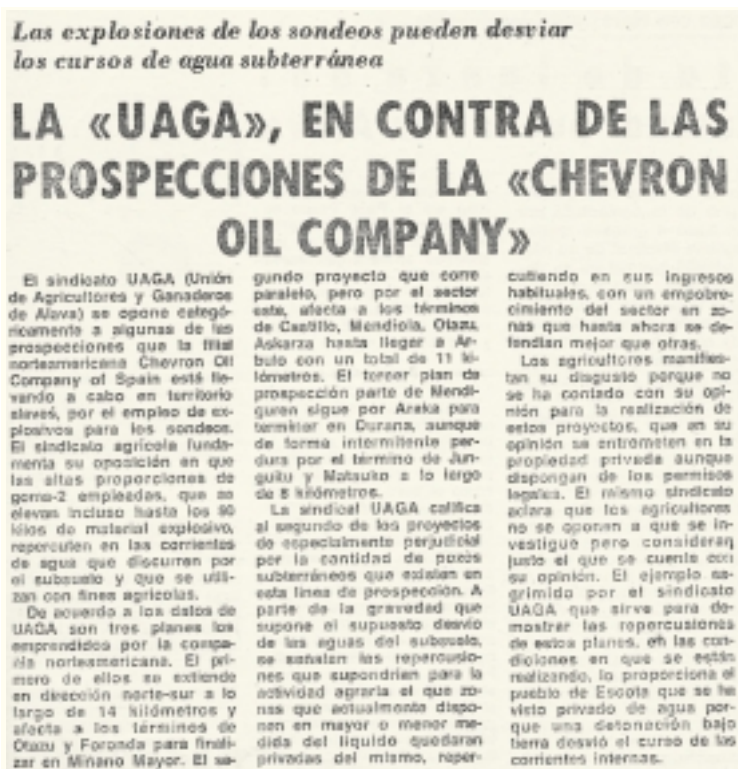 Las explosiones de los sondeos pueden desviar
los cursos de agua subterránea
LA «UAGA», EN CONTRA DE LAS
PROSPECCIONES DE LA «CHEVRON
OIL COMPANY»
El sindicato UAGA (Unión
de Agricultores y Ganaderos
de Alava) se opone categó-
ricamente a algunas de las
prospecciones que la filial
norteamericana Chevron Oil
Company of Spain está lle-
vando a cabo en territorio
alavés, por el empleo de ex-
plosivos para los sondeos.
El sindicato agrícola funda-
menta su oposición en que
las altas proporciones de
goma-2 empleadas, que se
elevan incluso hasta los 90
kilos de material explosivo,
repercuten en las corrientes
de agua que discurren por
el subsuelo y que se utili-
zan con fines agrícolas.
De acuerdo a los datos de
UAGA son tres planes los
emprendidos por la compa-
ñía norteamericana. El pri-
mero de ellos se extiende
en dirección norte-sur a lo
largo de 14 kilómetros y
afecta a los términos de
Otazu y Foronda para finali-
zar en Miñano Mayor. El se-
gundo proyecto que corre
paralelo, pero por el sector
este, afecta a los términos
de Castillo, Mendiola, Otazu,
Askarza hasta llegar a Ar-
bulo con un total de 11 ki-
lómetros. El tercer plan de
prospección parte de Mendi-
guren sigue por Araka para
terminar en Durana, aunque
de forma intermitente per-
dura por el término de Jun-
guitu y Matauko a lo largo
de 8 kilómetros.
La sindical UAGA califica
al segundo de los proyectos
de especialmente perjudicial
por la cantidad de pozos
subterráneos que existen en
esta línea de prospección. A
parte de la gravedad que
supone el supuesto desvío
de las aguas del subsuelo,
se señalan las repercusio-
nes que supondrían para la
actividad agraria el que zo-
nas que actualmente dispo-
nen en mayor o menor me-
dida del líquido quedaran
privadas del mismo, reper-
cutiendo en sus ingresos
habituales, con un empobre-
cimiento del sector en zo-
nas que hasta ahora se de-
fendían mejor que otras.
Los agricultores manifies-
tan su disgusto porque no
se ha contado con su opi-
nión para la realización de
estos proyectos, que en su
opinión se entrometen en la
propiedad privada aunque
dispongan de los permisos
legales. El mismo sindicato
aclara que los agricultores
no se oponen a que se in-
vestigue pero consideran
justo el que se cuente con
su opinión. El ejemplo es-
grimido por el sindicato
UAGA que sirve para de-
mostrar las repercusiones
de estos planes, en las con-
diciones en que se están
realizando, lo proporciona el
pueblo de Escota que se ha
visto privado de agua por-
que una detonación bajo
tierra desvió el curso de las
corrientes internas.